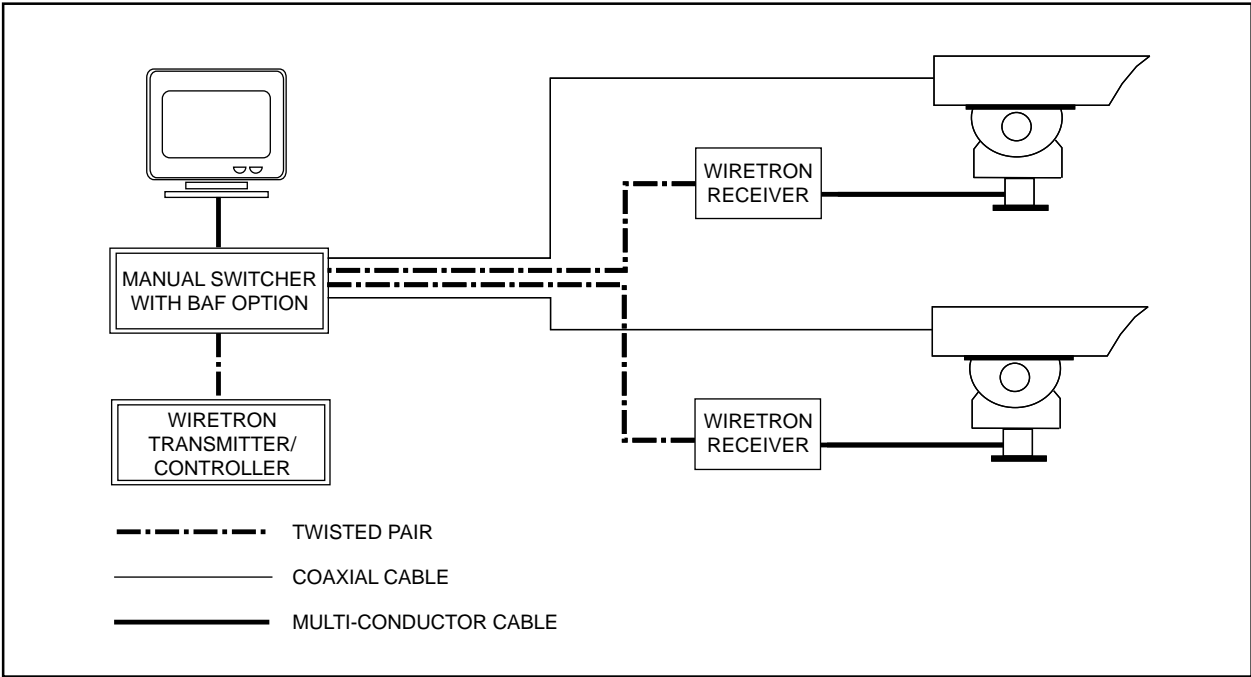 WIRETRON
RECEIVER
MANUAL SWITCHER
WITH BAF OPTION
WIRETRON
TRANSMITTER/
CONTROLLER
WIRETRON
RECEIVER
TWISTED PAIR
COAXIAL CABLE
MULTI-CONDUCTOR CABLE